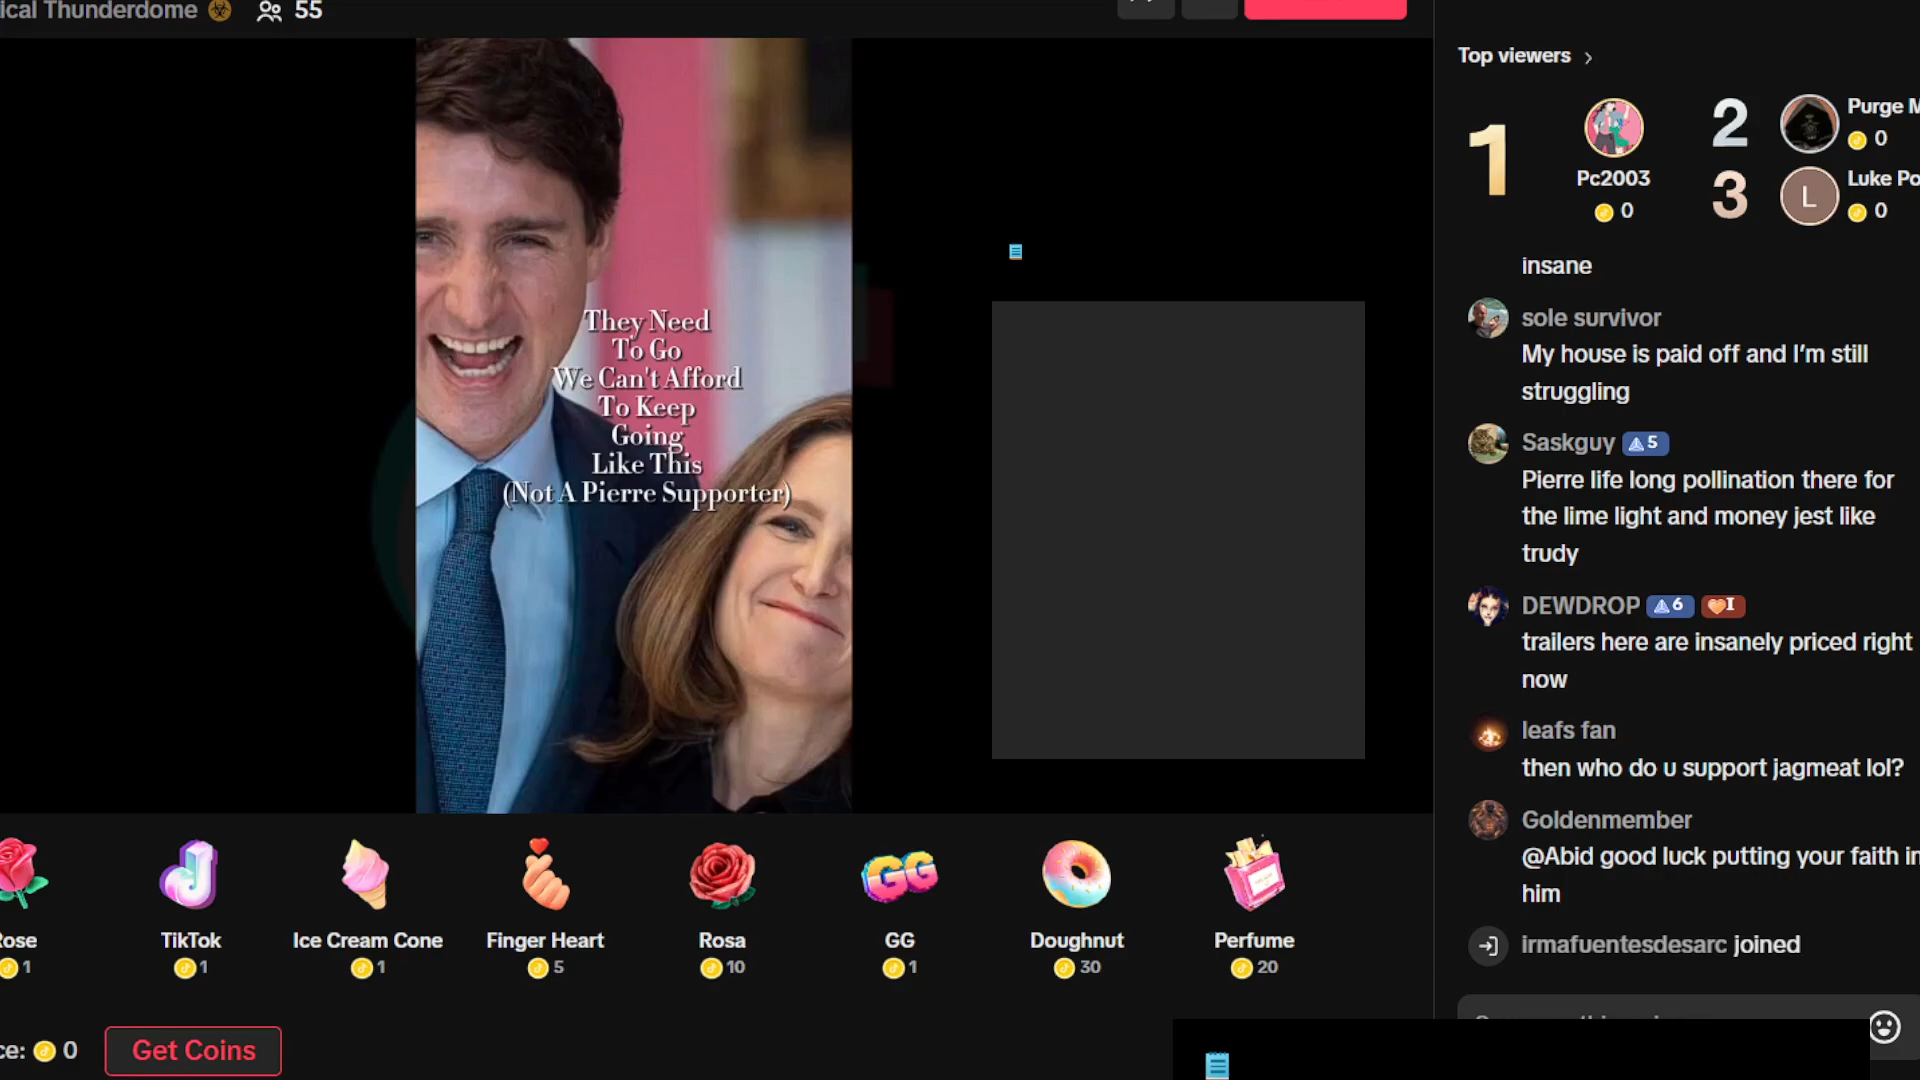 ical Thunderdome 55
They Need
To Go
We Can't Afford
To Keep
Going
Like This
(Not A Pierre Supporter)
Rose
1
TikTok
1
Ice Cream Cone
1
Finger Heart
5
Rosa
10
GG
GG
1
Doughnut
30
Perfume
20
ce: 0
Get Coins
Top viewers >
1
Pc2003
0
2
Purge M
0
3
L
Luke Po
0
insane
sole survivor
My house is paid off and I'm still
struggling
Saskguy 5
Pierre life long pollination there for
the lime light and money jest like
trudy
DEWDROP 6 I
trailers here are insanely priced right
now
leafs fan
then who do u support jagmeat lol?
Goldenmember
@Abid good luck putting your faith in
him
irmafuentesdesarc joined